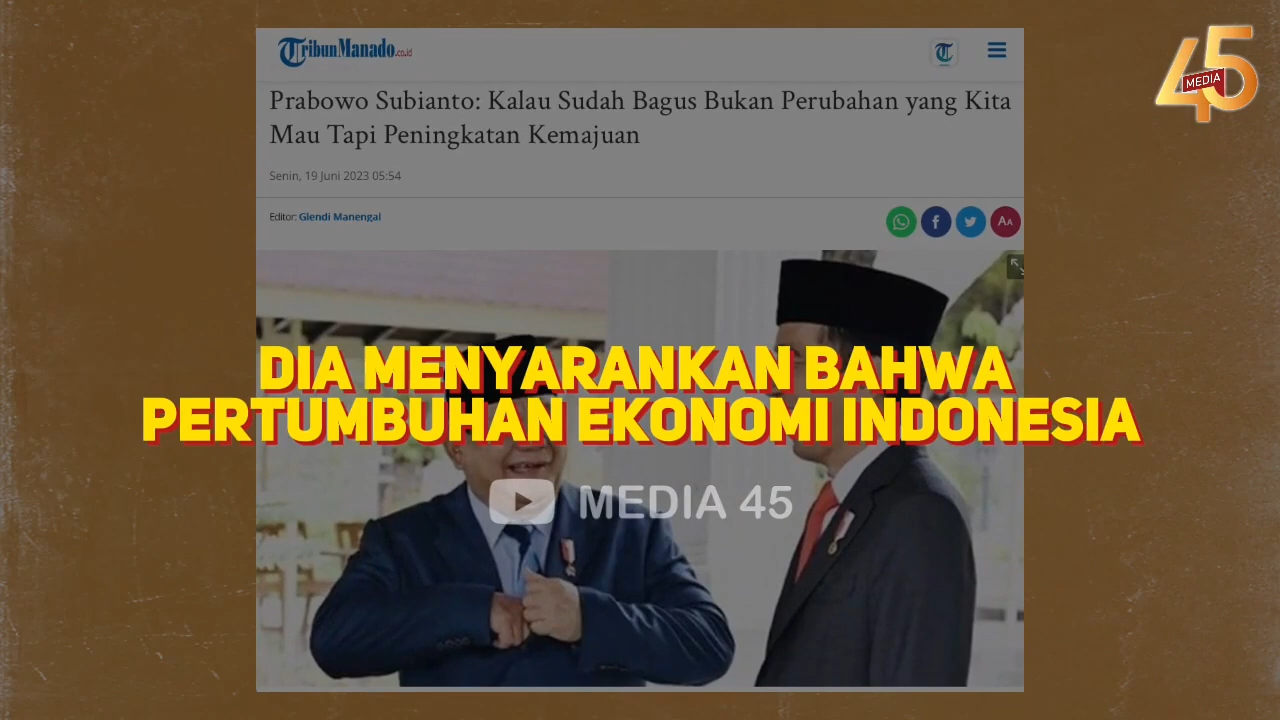 TribunManado.co.id
45
MEDIA
Prabowo Subianto: Kalau Sudah Bagus Bukan Perubahan yang Kita
Mau Tapi Peningkatan Kemajuan
Senin, 19 Juni 2023 05:54
Editor: Glendi Manengal
AA
DIA MENYARANKAN BAHWA
PERTUMBUHAN EKONOMI INDONESIA
MEDIA 45